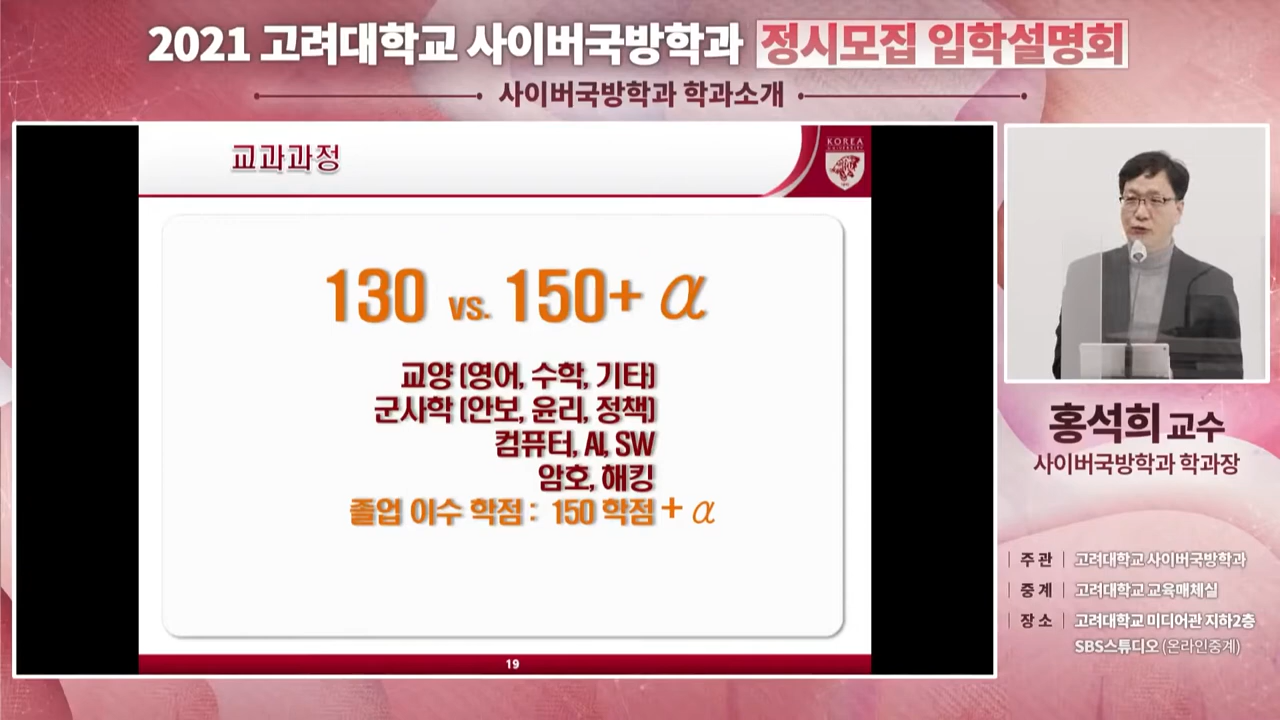 2021 고려대학교 사이버국방학과 정시모집 입학설명회
사이버국방학과 학과소개
교과과정
KOREA
UNIVERSITY
130 vs. 150+ α
교양 (영어, 수학, 기타)
군사학 (안보, 윤리, 정책)
컴퓨터, AI, SW
암호, 해킹
졸업 이수 학점 : 150 학점 + α
19
홍석희 교수
사이버국방학과 학과장
| 주 관 | 고려대학교 사이버국방학과
| 중 계 | 고려대학교 교육매체실
| 장 소 | 고려대학교 미디어관 지하2층
SBS스튜디오 (온라인중계)